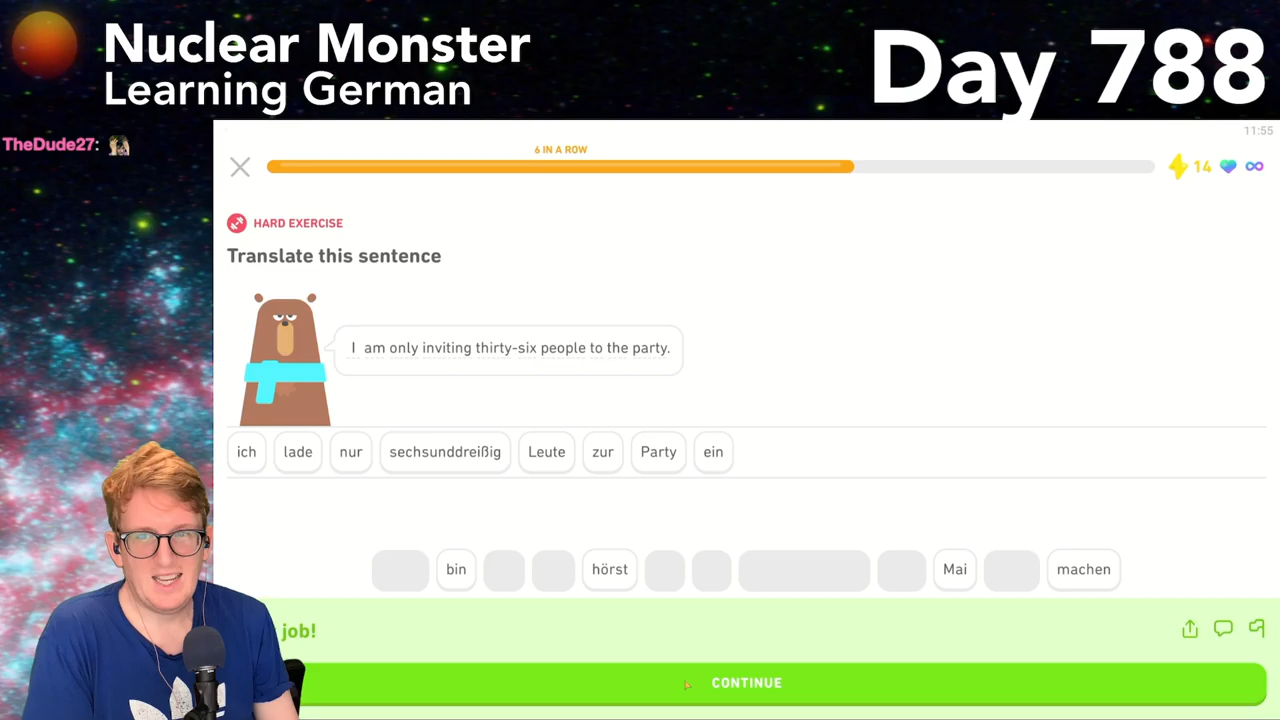 Nuclear Monster
Learning German
Day 788
TheDude27:
11:55
6 IN A ROW
14
HARD EXERCISE
Translate this sentence
I am only inviting thirty-six people to the party.
ich lade nur sechsunddreißig Leute zur Party ein
bin hörst Mai machen
job!
CONTINUE